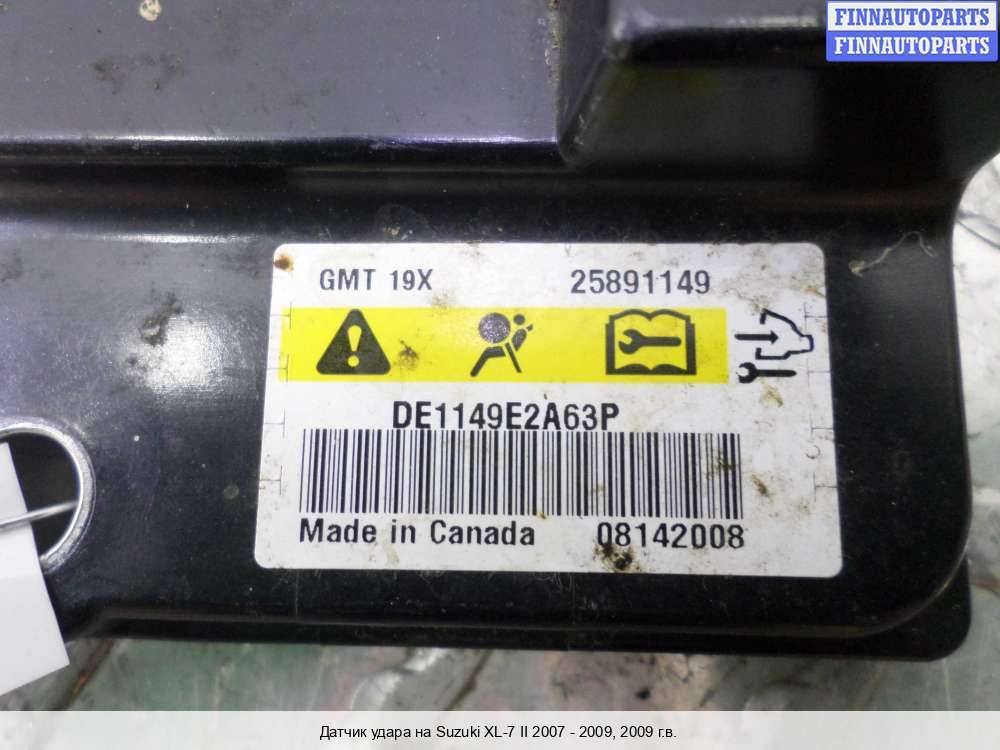 FINNAUTOPARTS
FINNAUTOPARTS
GMT 19X 25891149
DE1149E2A63P
Made in Canada 08142008
Датчик удара на Suzuki XL-7 II 2007 - 2009, 2009 г.в.